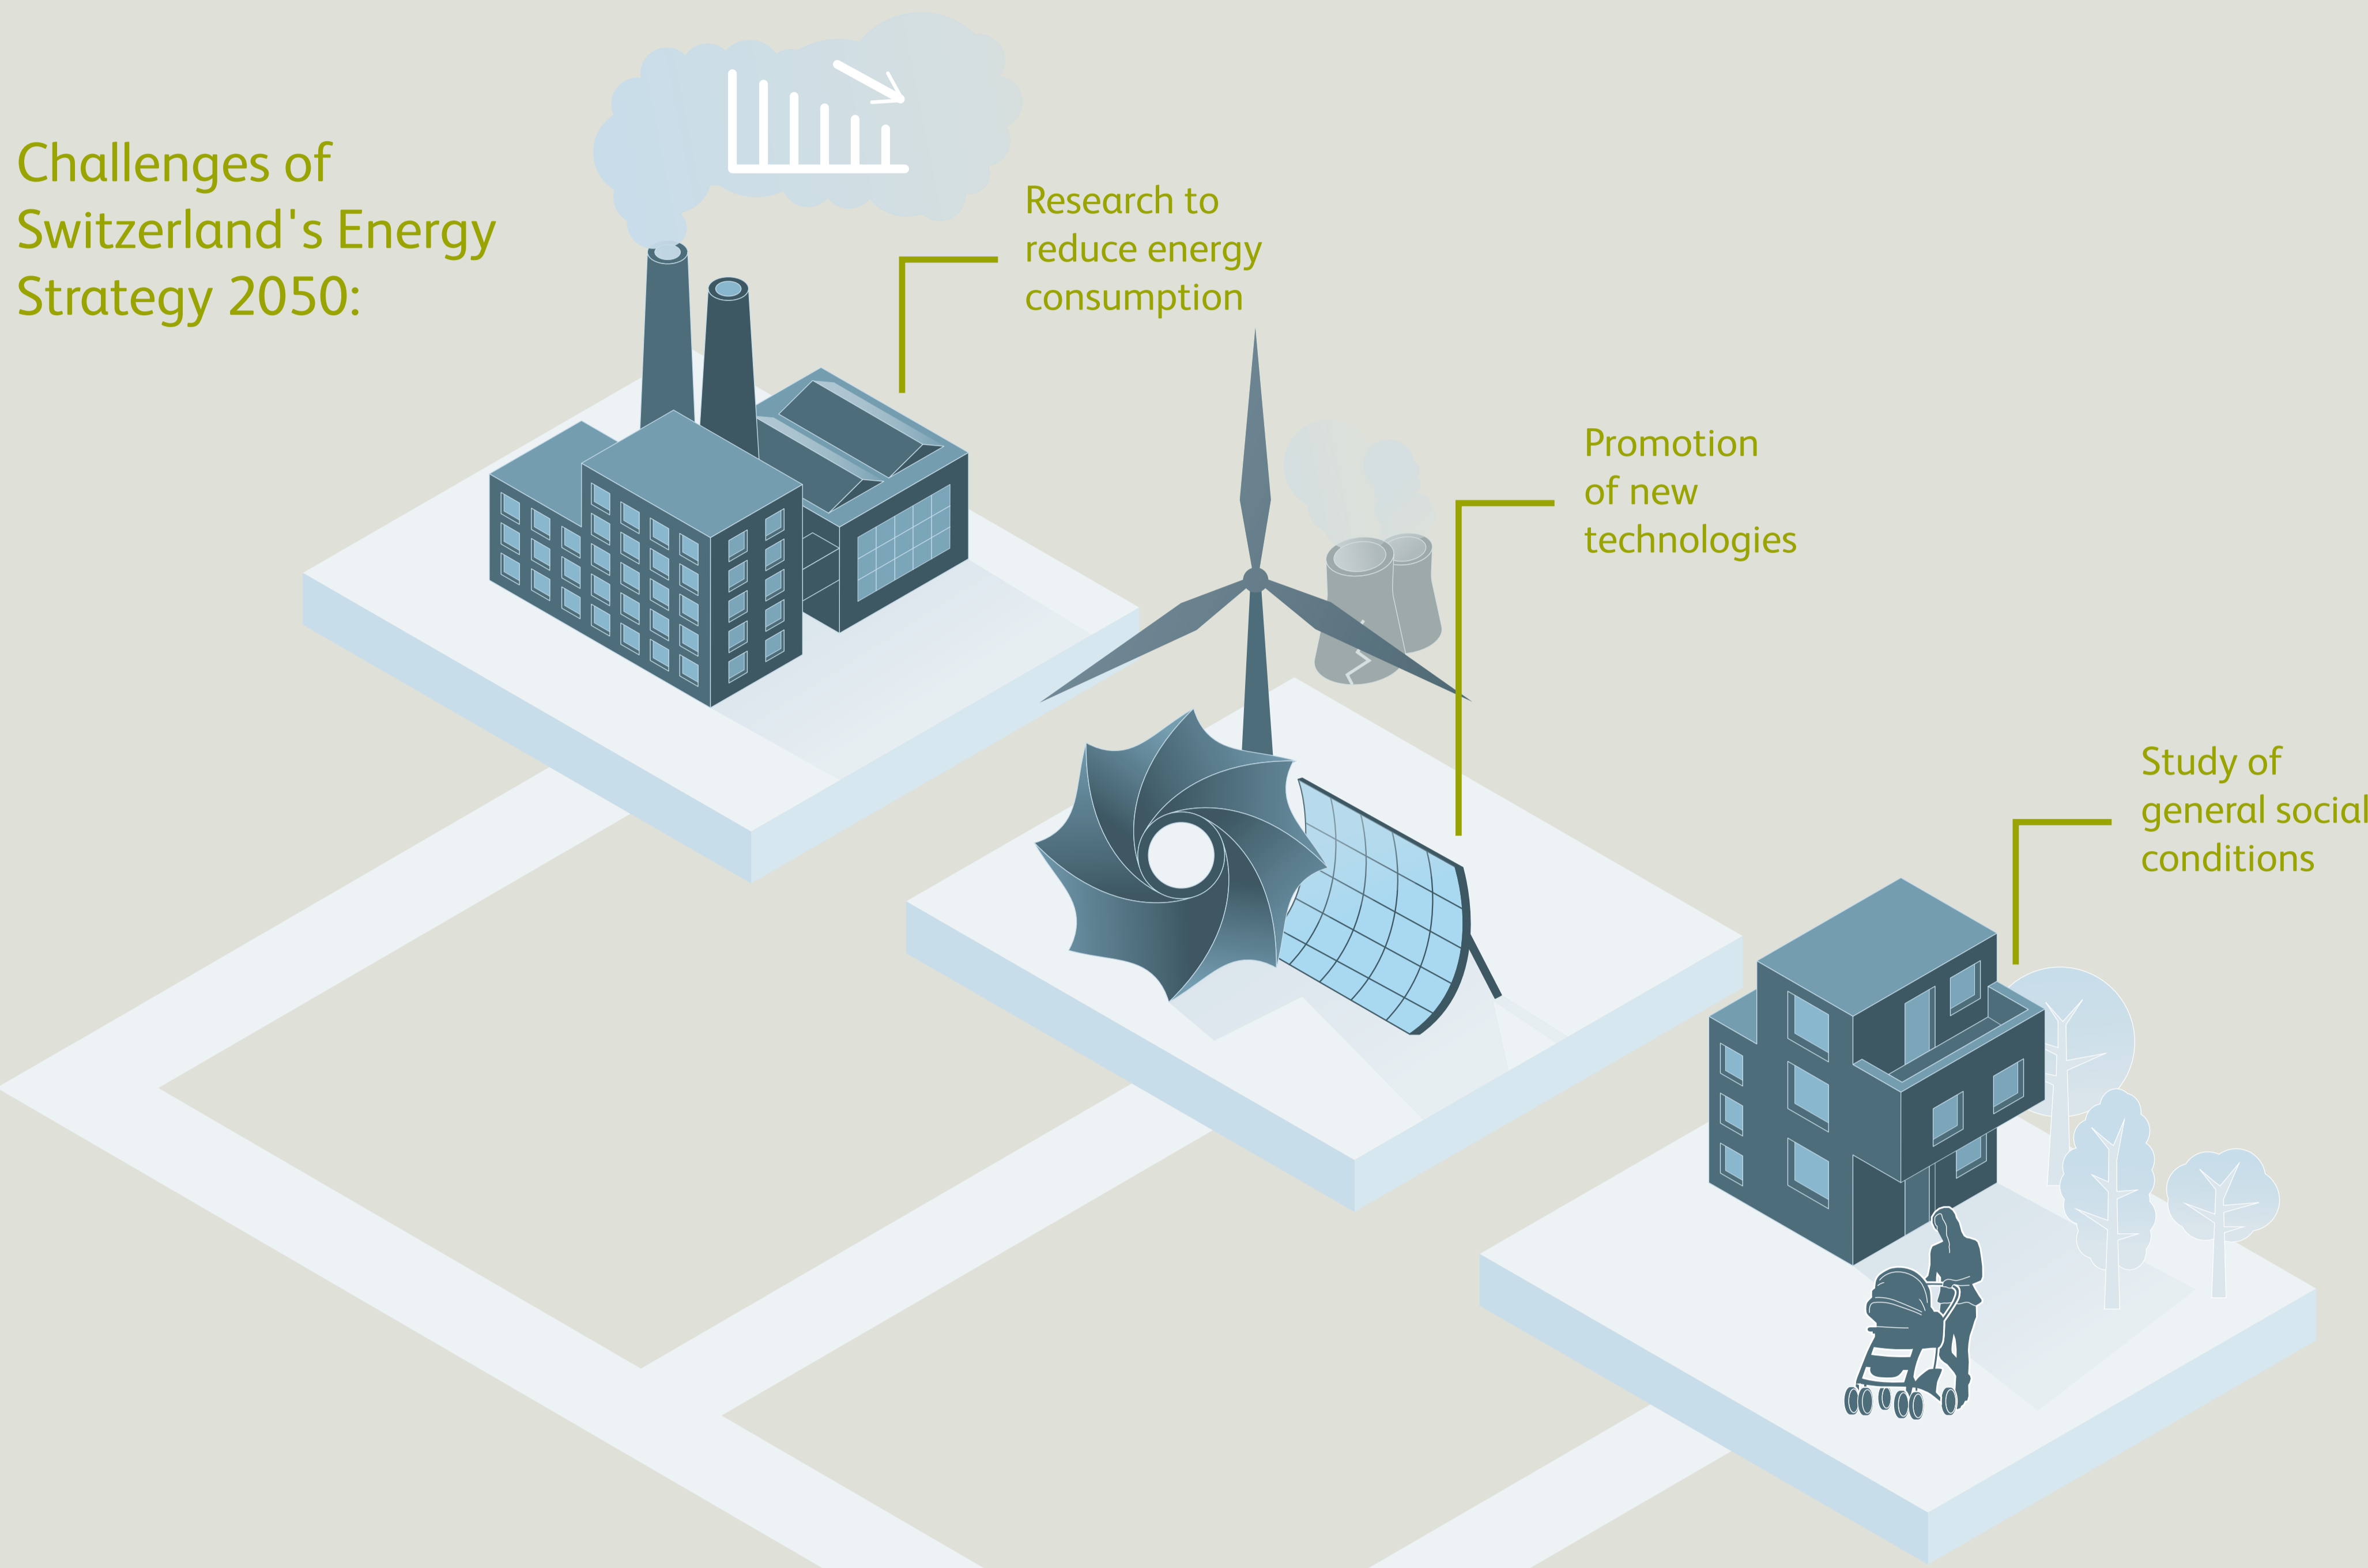 Challenges of
Switzerland's Energy
Strategy 2050:
Research to
reduce energy
consumption
Promotion
of new
technologies
Study of
general social
conditions